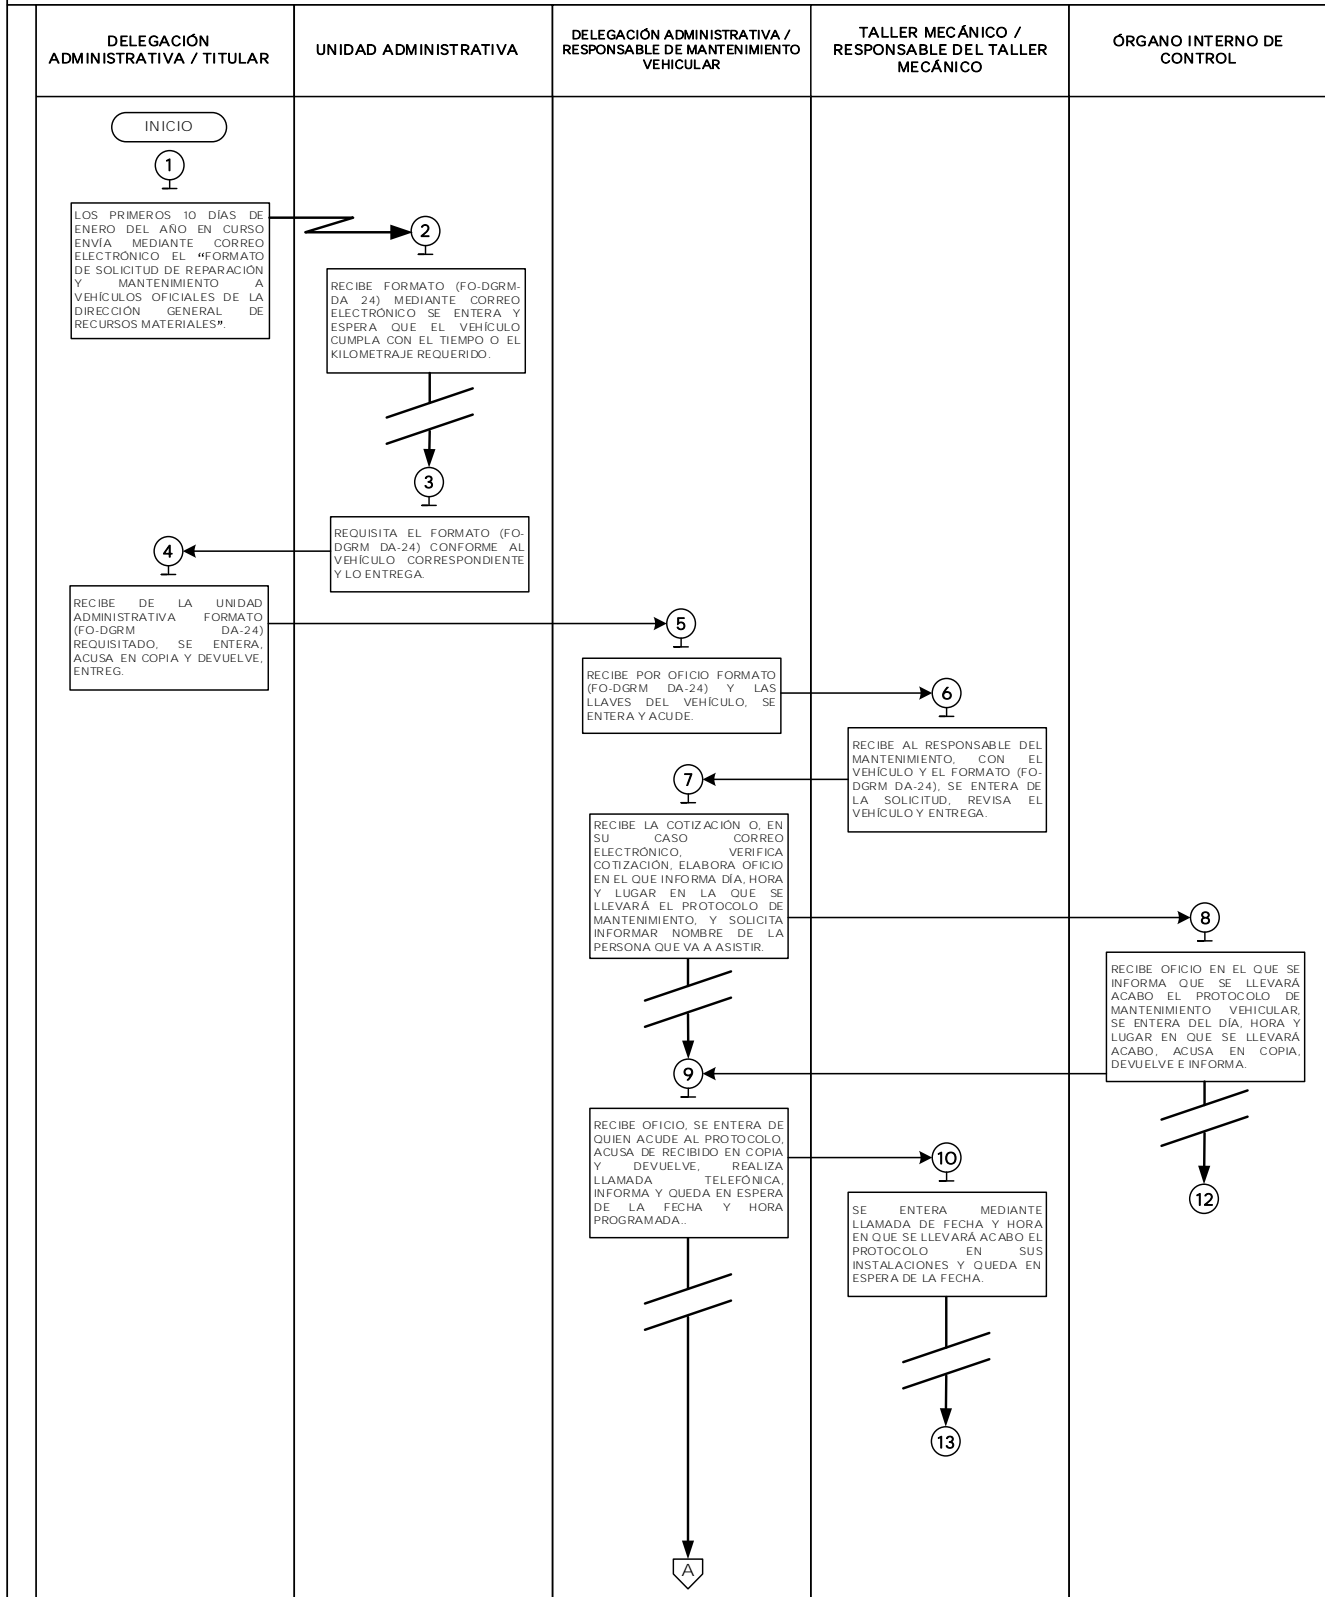 DELEGACIÓN
ADMINISTRATIVA / TITULAR
UNIDAD ADMINISTRATIVA
DELEGACIÓN ADMINISTRATIVA /
RESPONSABLE DE MANTENIMIENTO
VEHICULAR
TALLER MECÁNICO /
RESPONSABLE DEL TALLER
MECÁNICO
ÓRGANO INTERNO DE
CONTROL
INICIO
1
LOS PRIMEROS 10 DÍAS DE
ENERO DEL AÑO EN CURSO
ENVÍA MEDIANTE CORREO
ELECTRÓNICO EL “FORMATO
DE SOLICITUD DE REPARACIÓN
Y MANTENIMIENTO A
VEHÍCULOS OFICIALES DE LA
DIRECCIÓN GENERAL DE
RECURSOS MATERIALES”.
2
RECIBE FORMATO (FO-DGRM-
DA 24) MEDIANTE CORREO
ELECTRÓNICO SE ENTERA Y
ESPERA QUE EL VEHÍCULO
CUMPLA CON EL TIEMPO O EL
KILOMETRAJE REQUERIDO.
3
REQUISITA EL FORMATO (FO-
DGRM DA-24) CONFORME AL
VEHÍCULO CORRESPONDIENTE
Y LO ENTREGA.
4
RECIBE DE LA UNIDAD
ADMINISTRATIVA FORMATO
(FO-DGRM DA-24)
REQUISITADO, SE ENTERA,
ACUSA EN COPIA Y DEVUELVE,
ENTREG.
5
RECIBE POR OFICIO FORMATO
(FO-DGRM DA-24) Y LAS
LLAVES DEL VEHÍCULO, SE
ENTERA Y ACUDE.
6
RECIBE AL RESPONSABLE DEL
MANTENIMIENTO, CON EL
VEHÍCULO Y EL FORMATO (FO-
DGRM DA-24), SE ENTERA DE
LA SOLICITUD, REVISA EL
VEHÍCULO Y ENTREGA.
7
RECIBE LA COTIZACIÓN O, EN
SU CASO CORREO
ELECTRÓNICO, VERIFICA
COTIZACIÓN, ELABORA OFICIO
EN EL QUE INFORMA DÍA, HORA
Y LUGAR EN LA QUE SE
LLEVARÁ EL PROTOCOLO DE
MANTENIMIENTO, Y SOLICITA
INFORMAR NOMBRE DE LA
PERSONA QUE VA A ASISTIR.
8
RECIBE OFICIO EN EL QUE SE
INFORMA QUE SE LLEVARÁ
ACABO EL PROTOCOLO DE
MANTENIMIENTO VEHICULAR,
SE ENTERA DEL DÍA, HORA Y
LUGAR EN QUE SE LLEVARÁ
ACABO, ACUSA EN COPIA,
DEVUELVE E INFORMA.
9
RECIBE OFICIO, SE ENTERA DE
QUIEN ACUDE AL PROTOCOLO,
ACUSA DE RECIBIDO EN COPIA
Y DEVUELVE, REALIZA
LLAMADA TELEFÓNICA,
INFORMA Y QUEDA EN ESPERA
DE LA FECHA Y HORA
PROGRAMADA..
10
SE ENTERA MEDIANTE
LLAMADA DE FECHA Y HORA
EN QUE SE LLEVARÁ ACABO EL
PROTOCOLO EN SUS
INSTALACIONES Y QUEDA EN
ESPERA DE LA FECHA.
12
13
A